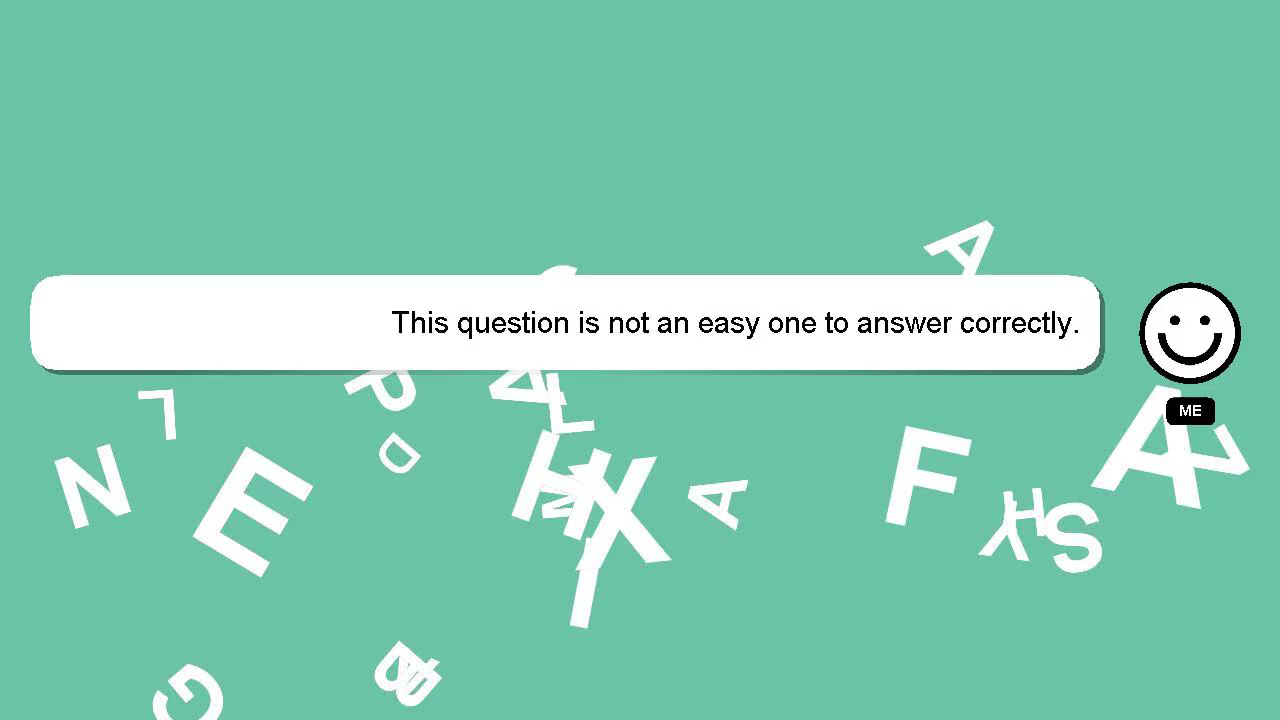 A
This question is not an easy one to answer correctly.
ME
L
P
D
N
E
H
X
A
F
A
S
H
G